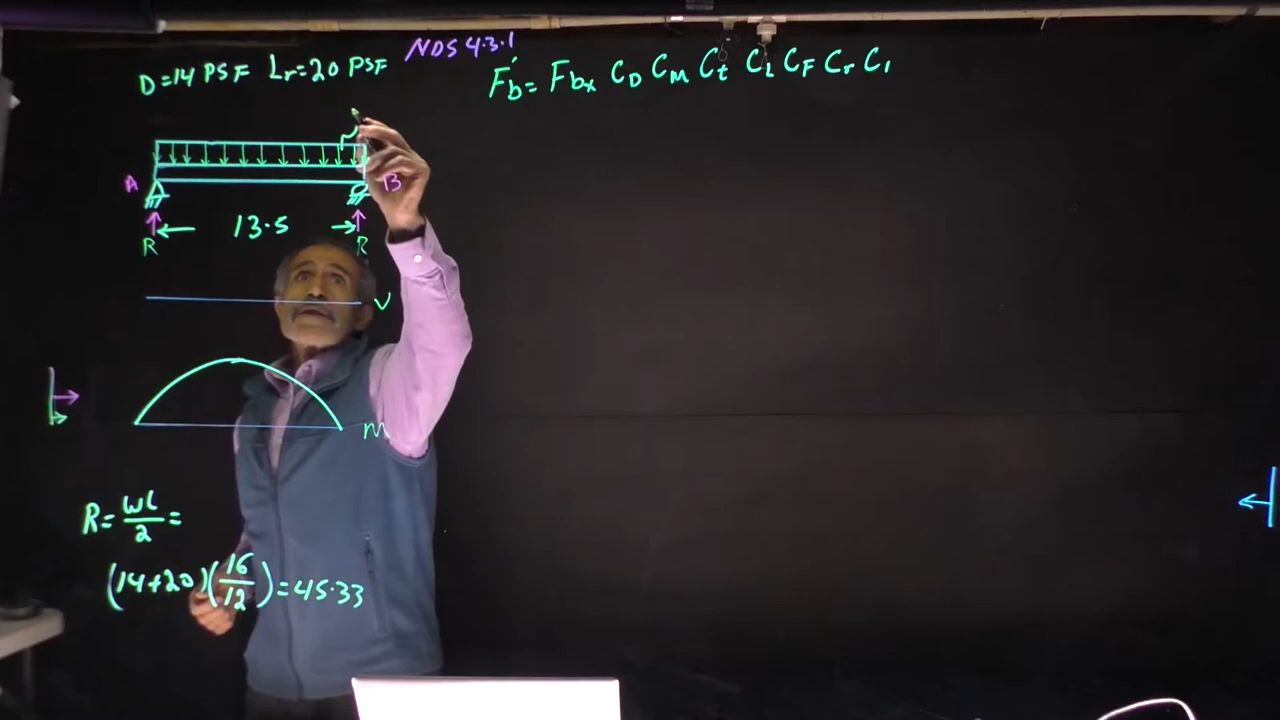 D=14 PSF Lr=20 PSF
NDS 4.3.1
F'b= Fbx CD CM Ct CL CF Cr Ci
A
B
13.5
R
R
V
M
R= wl/2 =
(14+20)(16/12)=45.33